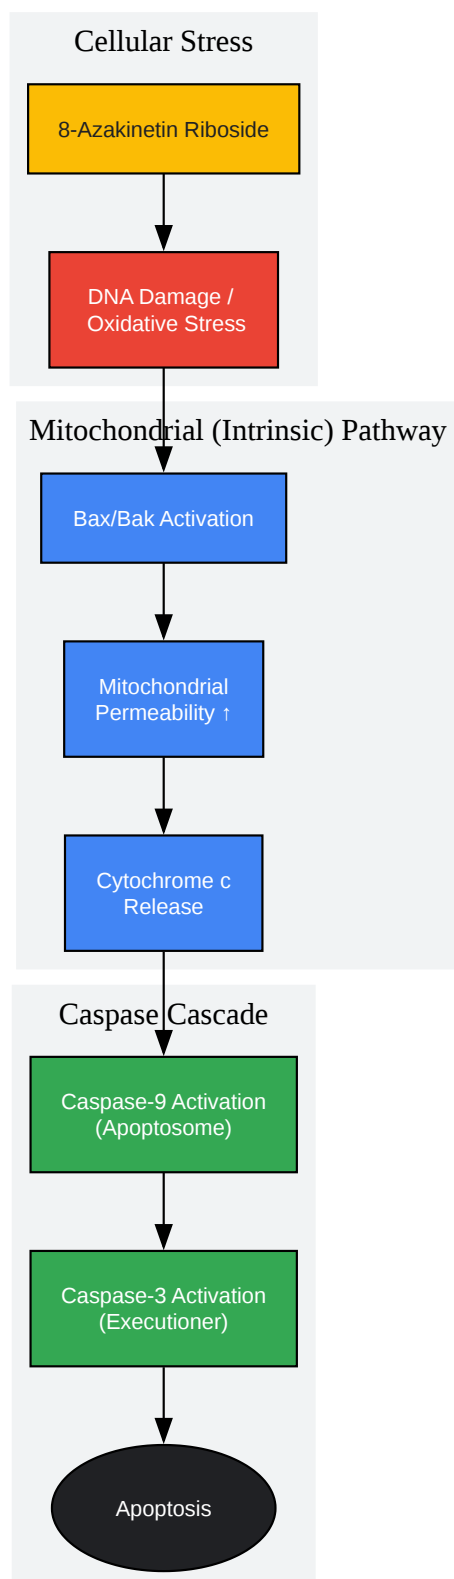 Cellular Stress
8-Azakinetin Riboside
DNA Damage /
Oxidative Stress
Mitochondrial (Intrinsic) Pathway
Bax/Bak Activation
Mitochondrial
Permeability ↑
Cytochrome c
Release
Caspase Cascade
Caspase-9 Activation
(Apoptosome)
Caspase-3 Activation
(Executioner)
Apoptosis